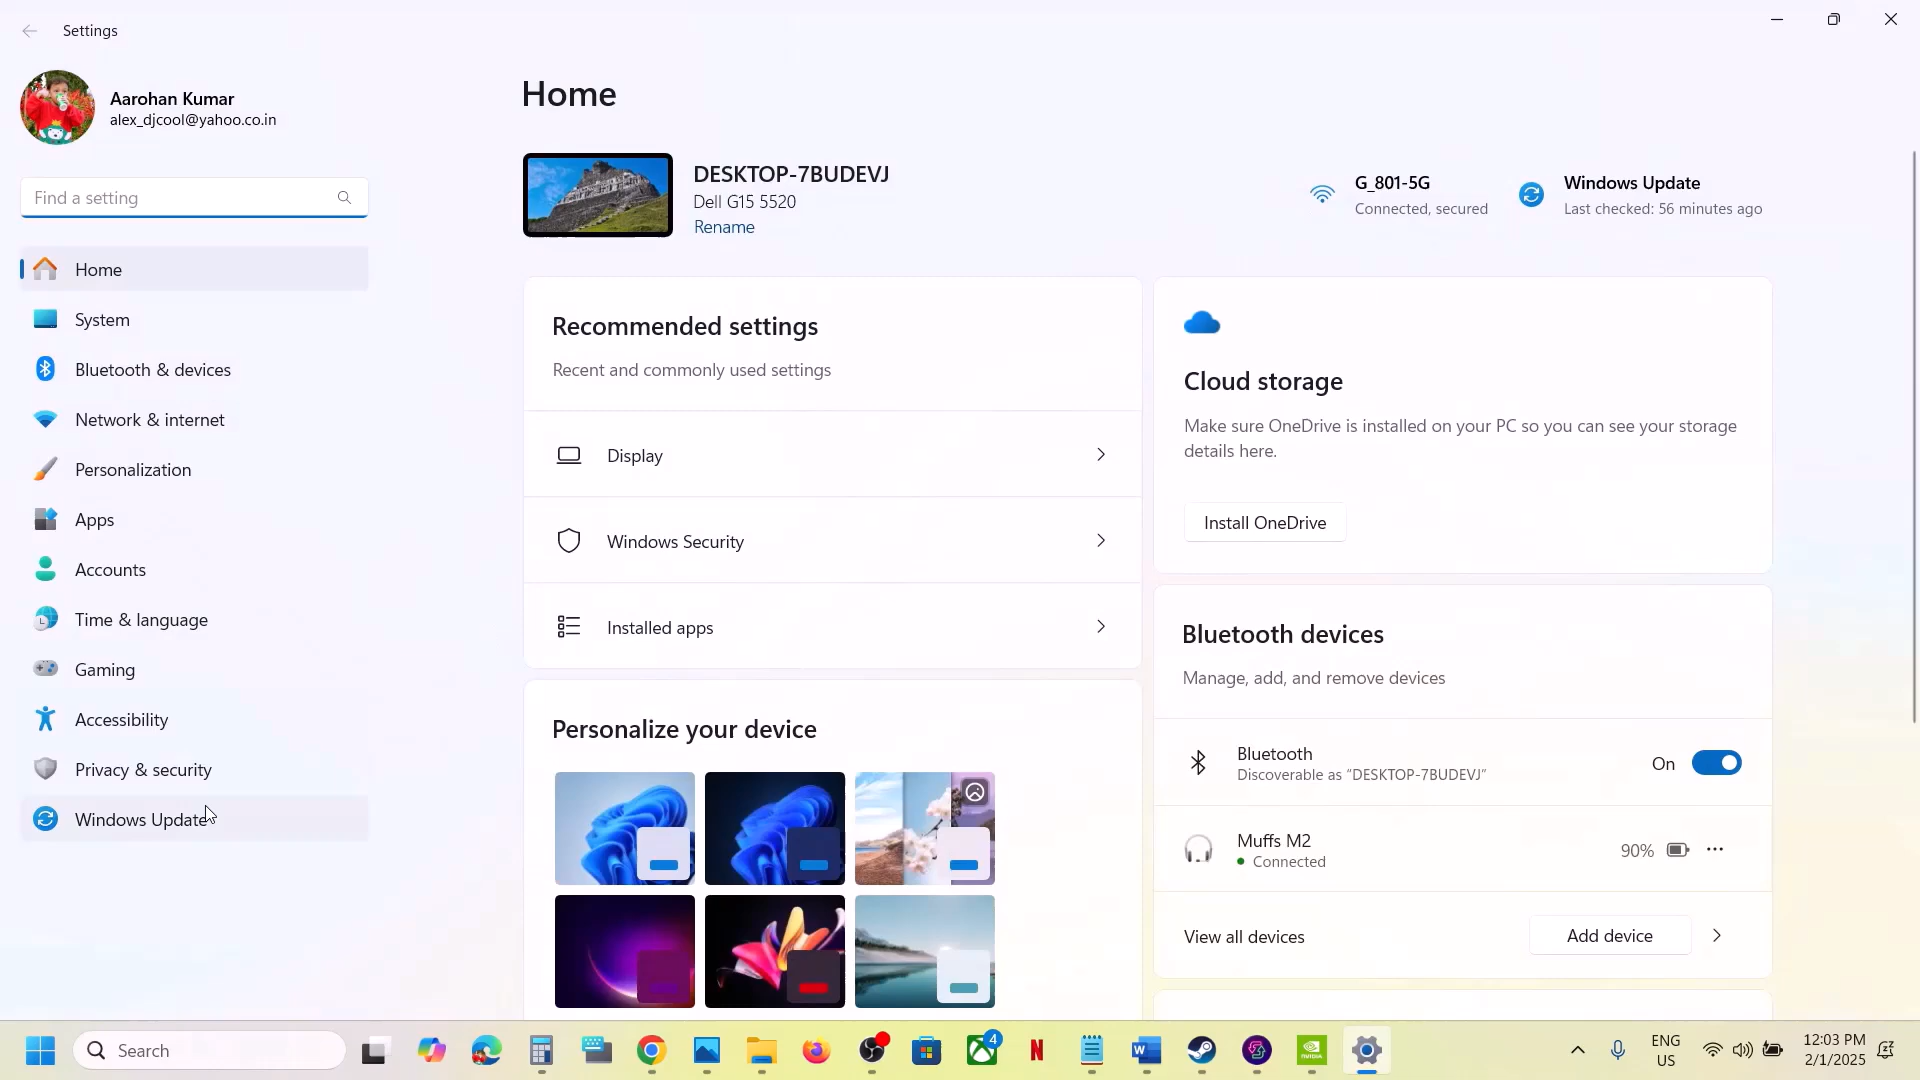 Settings
Aarohan Kumar
alex_djcool@yahoo.co.in
Find a setting
Home
System
Bluetooth & devices
Network & internet
Personalization
Apps
Accounts
Time & language
Gaming
Accessibility
Privacy & security
Windows Update
Home
DESKTOP-7BUDEVJ
Dell G15 5520
Rename
G_801-5G
Connected, secured
Windows Update
Last checked: 56 minutes ago
Recommended settings
Recent and commonly used settings
Display
Windows Security
Installed apps
Personalize your device
Cloud storage
Make sure OneDrive is installed on your PC so you can see your storage
details here.
Install OneDrive
Bluetooth devices
Manage, add, and remove devices
Bluetooth
Discoverable as "DESKTOP-7BUDEVJ"
On
Muffs M2
Connected
90%
View all devices
Add device
Search
4
N
W
NVIDIA
ENG
US
12:03 PM
2/1/2025